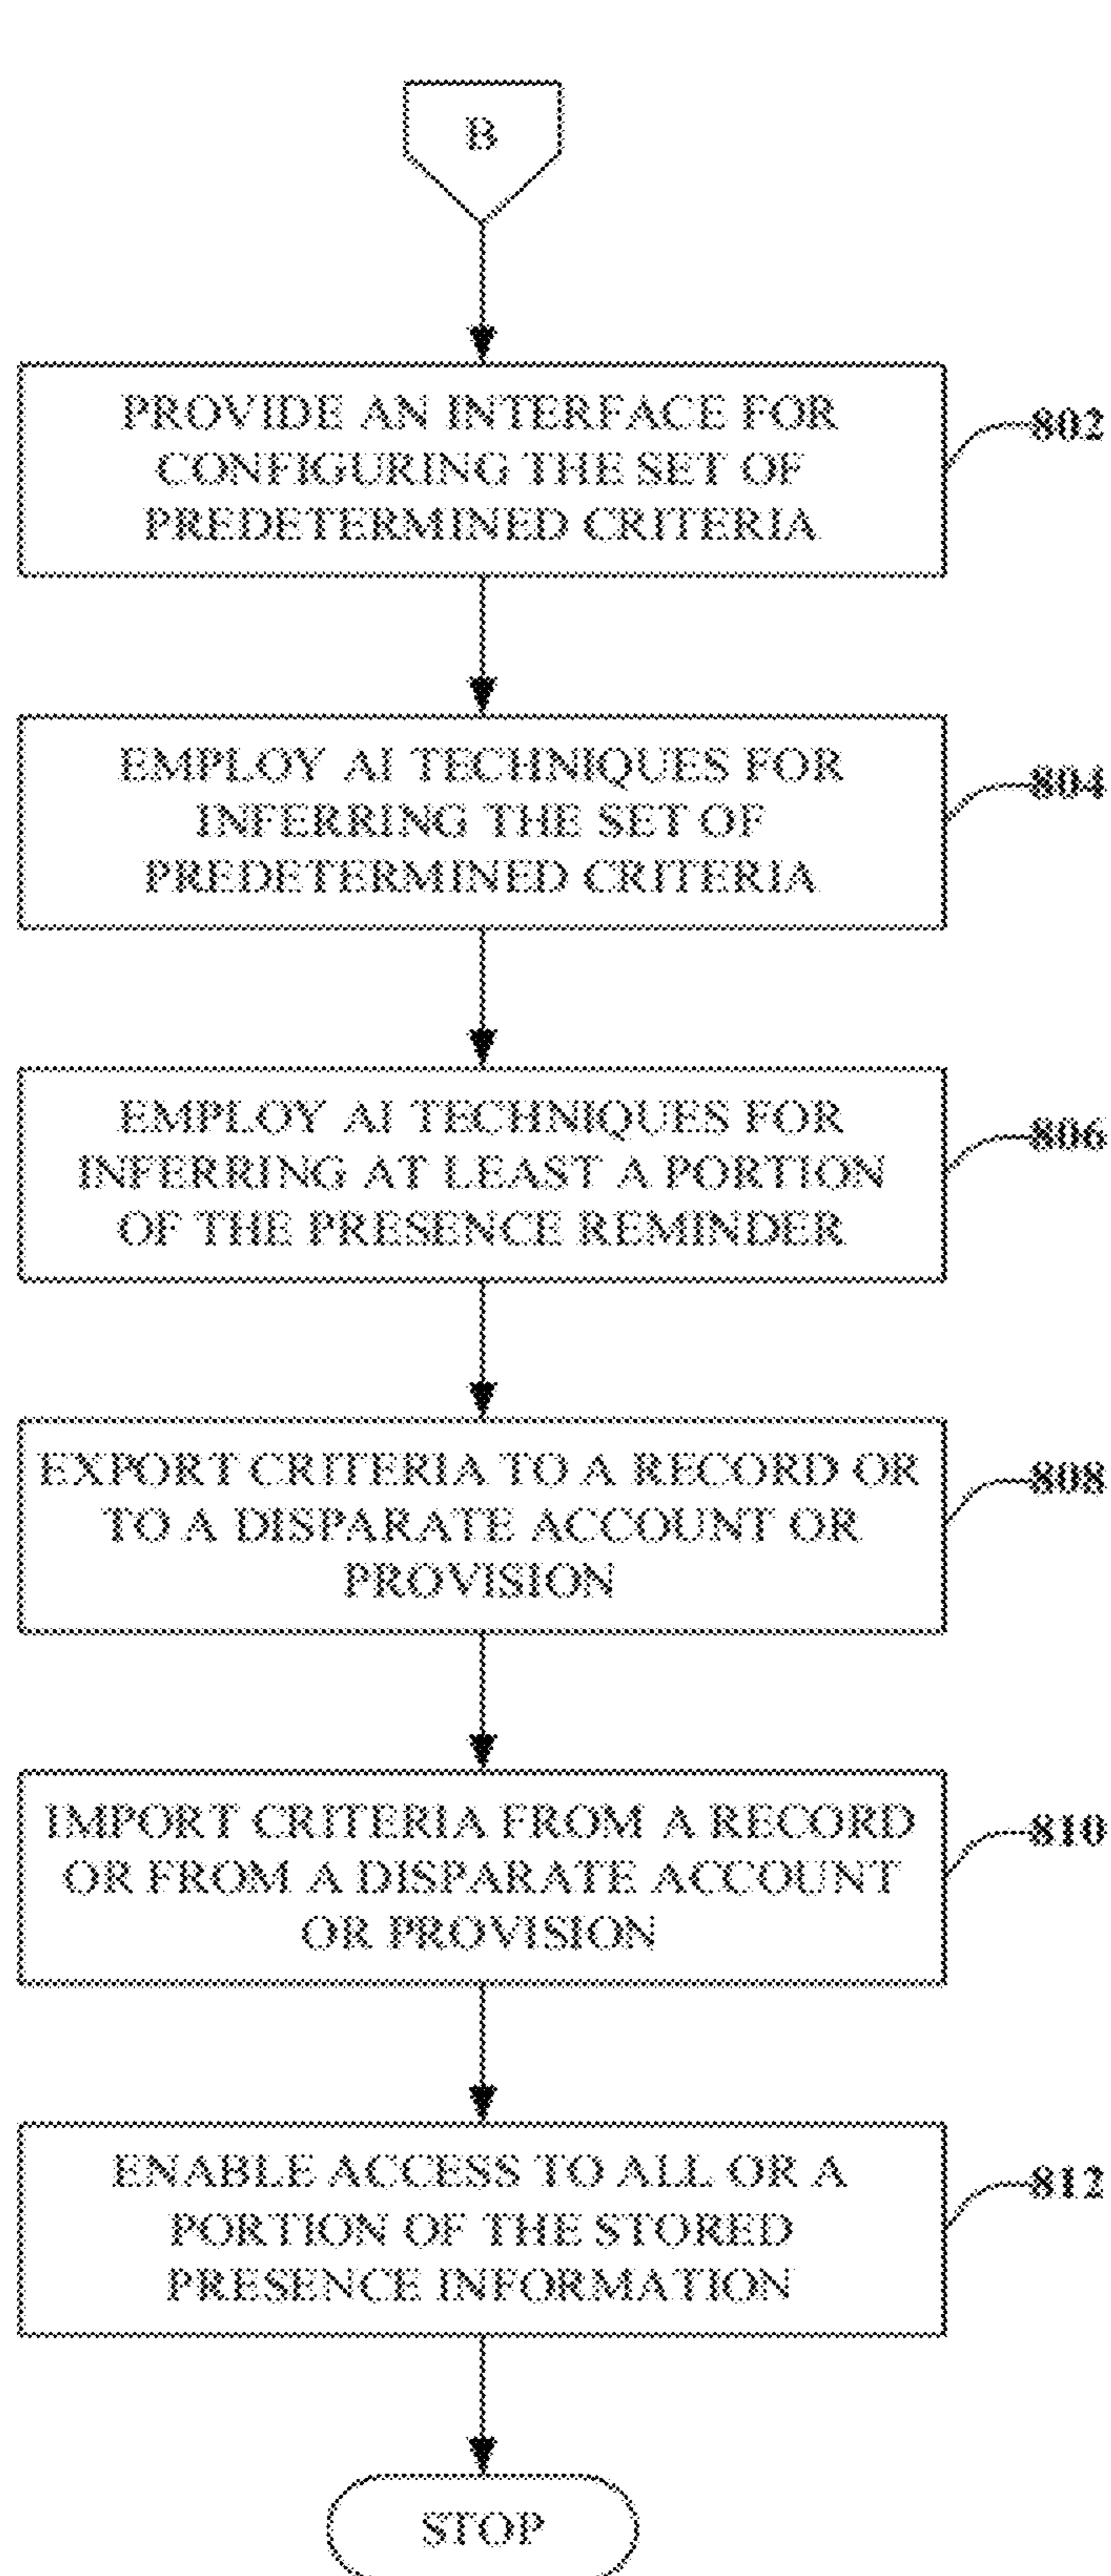 B
PROVIDE AN INTERFACE FOR
CONFIGURING THE SET OF
PREDETERMINED CRITERIA
802
EMPLOY AI TECHNIQUES FOR
INFERRING THE SET OF
PREDETERMINED CRITERIA
804
EMPLOY AI TECHNIQUES FOR
INFERRING AT LEAST A PORTION
OF THE PRESENCE REMINDER
806
EXPORT CRITERIA TO A RECORD OR
TO A DISPARATE ACCOUNT OR
PROVISION
808
IMPORT CRITERIA FROM A RECORD
OR FROM A DISPARATE ACCOUNT
OR PROVISION
810
ENABLE ACCESS TO ALL OR A
PORTION OF THE STORED
PRESENCE INFORMATION
812
STOP